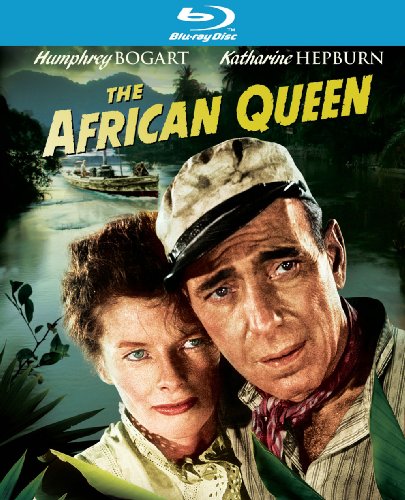 Blu-ray Disc
Humphrey BOGART Katharine HEPBURN
THE
AFRICAN QUEEN